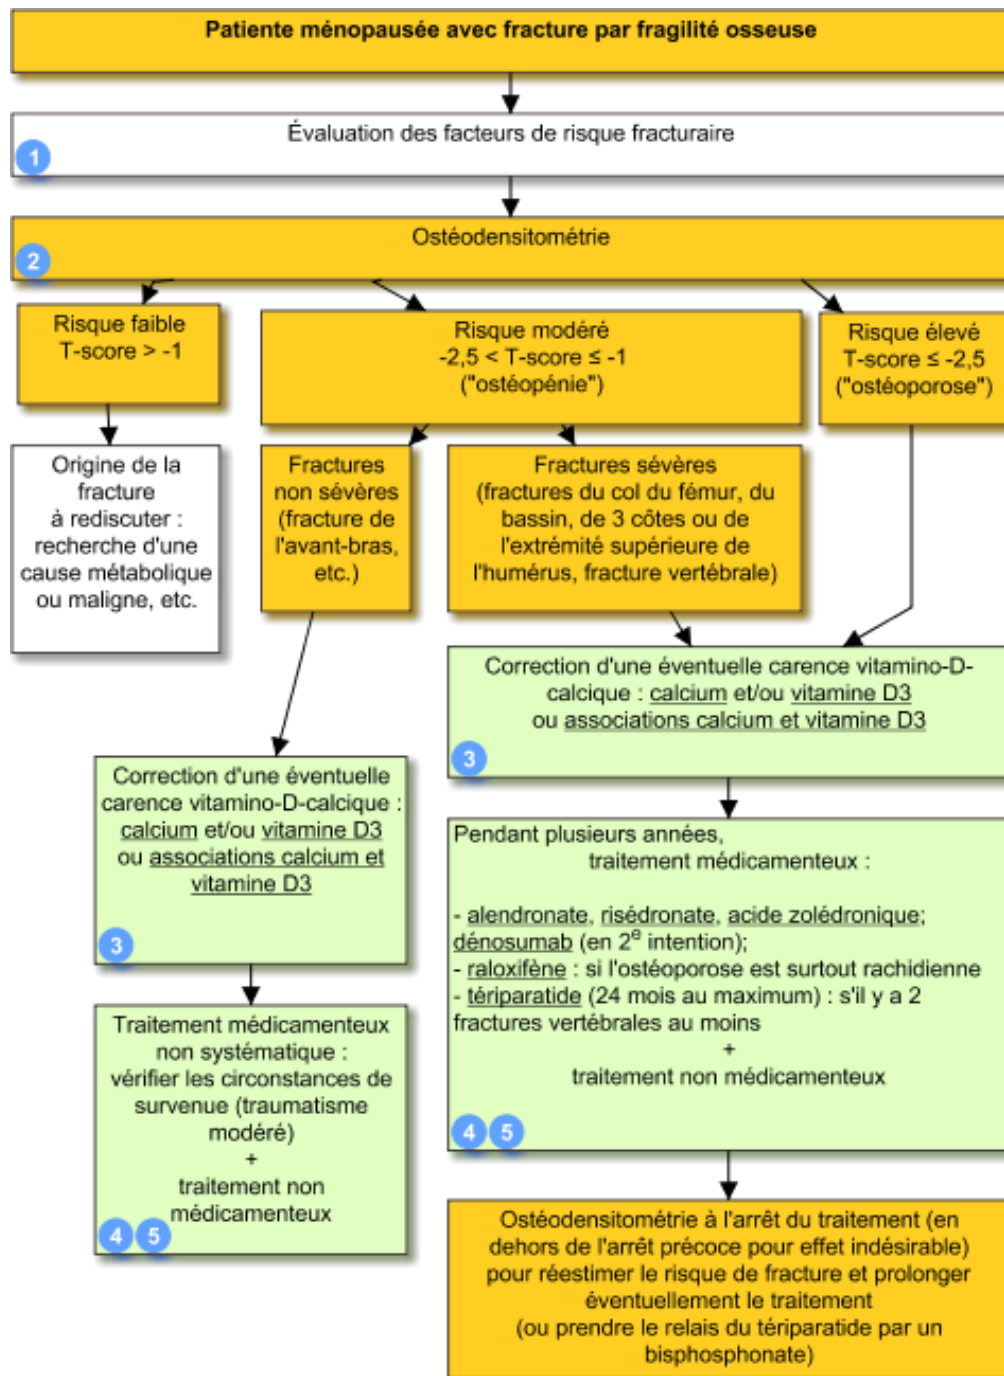 Patiente ménopausée avec fracture par fragilité osseuse
Évaluation des facteurs de risque fracturaire
1
Ostéodensitométrie
2
Risque faible
T-score > -1
Risque modéré
-2,5 < T-score ≤ -1
("ostéopénie")
Risque élevé
T-score ≤ -2,5
("ostéoporose")
Origine de la
fracture
à rediscuter :
recherche d'une
cause métabolique
ou maligne, etc.
Fractures
non sévères
(fracture de
l'avant-bras,
etc.)
Fractures sévères
(fractures du col du fémur, du
bassin, de 3 côtes ou de
l'extrémité supérieure de
l'humérus, fracture vertébrale)
Correction d'une éventuelle carence vitamino-D-
calcique : calcium et/ou vitamine D3
ou associations calcium et vitamine D3
3
Correction d'une éventuelle
carence vitamino-D-calcique :
calcium et/ou vitamine D3
ou associations calcium et
vitamine D3
3
Pendant plusieurs années,
traitement médicamenteux :
- alendronate, risédronate, acide zolédronique;
dénosumab (en 2e intention);
- raloxifène : si l'ostéoporose est surtout rachidienne
- tériparatide (24 mois au maximum) : s'il y a 2
fractures vertébrales au moins
+
traitement non médicamenteux
4 5
Traitement médicamenteux
non systématique :
vérifier les circonstances de
survenue (traumatisme
modéré)
+
traitement non
médicamenteux
4 5
Ostéodensitométrie à l'arrêt du traitement (en
dehors de l'arrêt précoce pour effet indésirable)
pour réestimer le risque de fracture et prolonger
éventuellement le traitement
(ou prendre le relais du tériparatide par un
bisphosphonate)